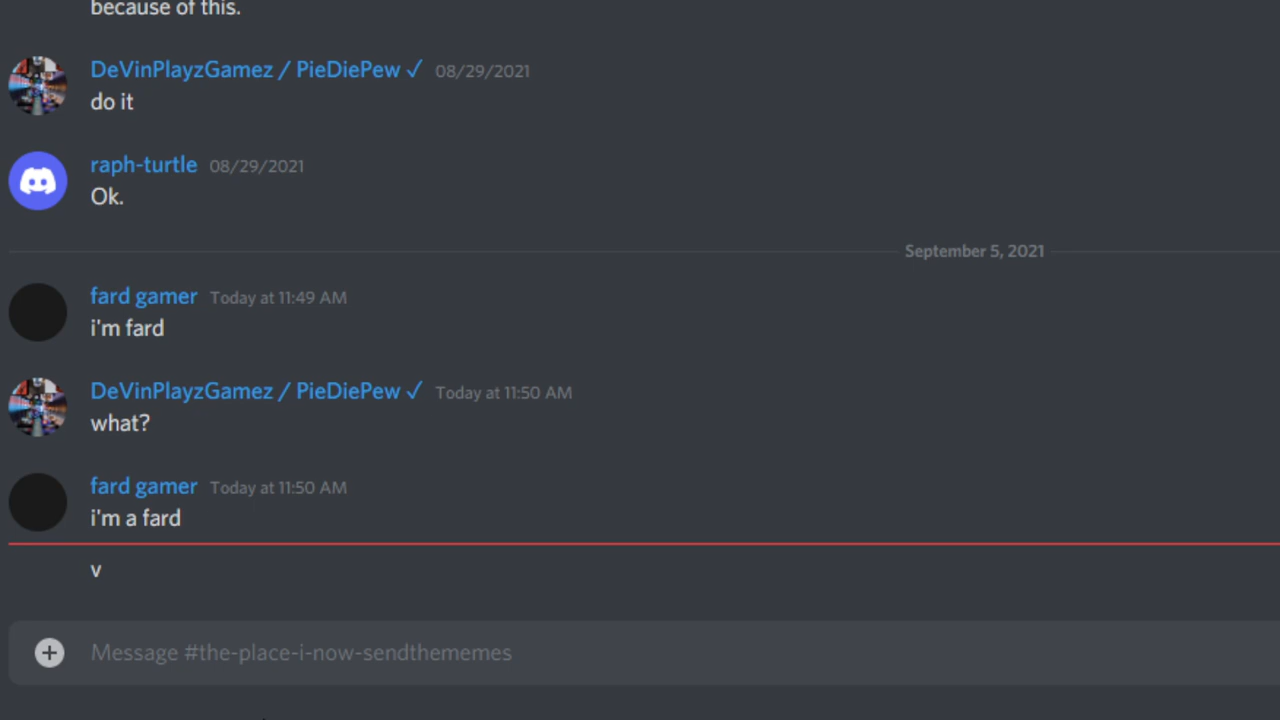 because of this.
DeVinPlayzGamez / PieDiePew ✓ 08/29/2021
do it
raph-turtle 08/29/2021
Ok.
September 5, 2021
fard gamer Today at 11:49 AM
i'm fard
DeVinPlayzGamez / PieDiePew ✓ Today at 11:50 AM
what?
fard gamer Today at 11:50 AM
i'm a fard
v
Message #the-place-i-now-sendthememes